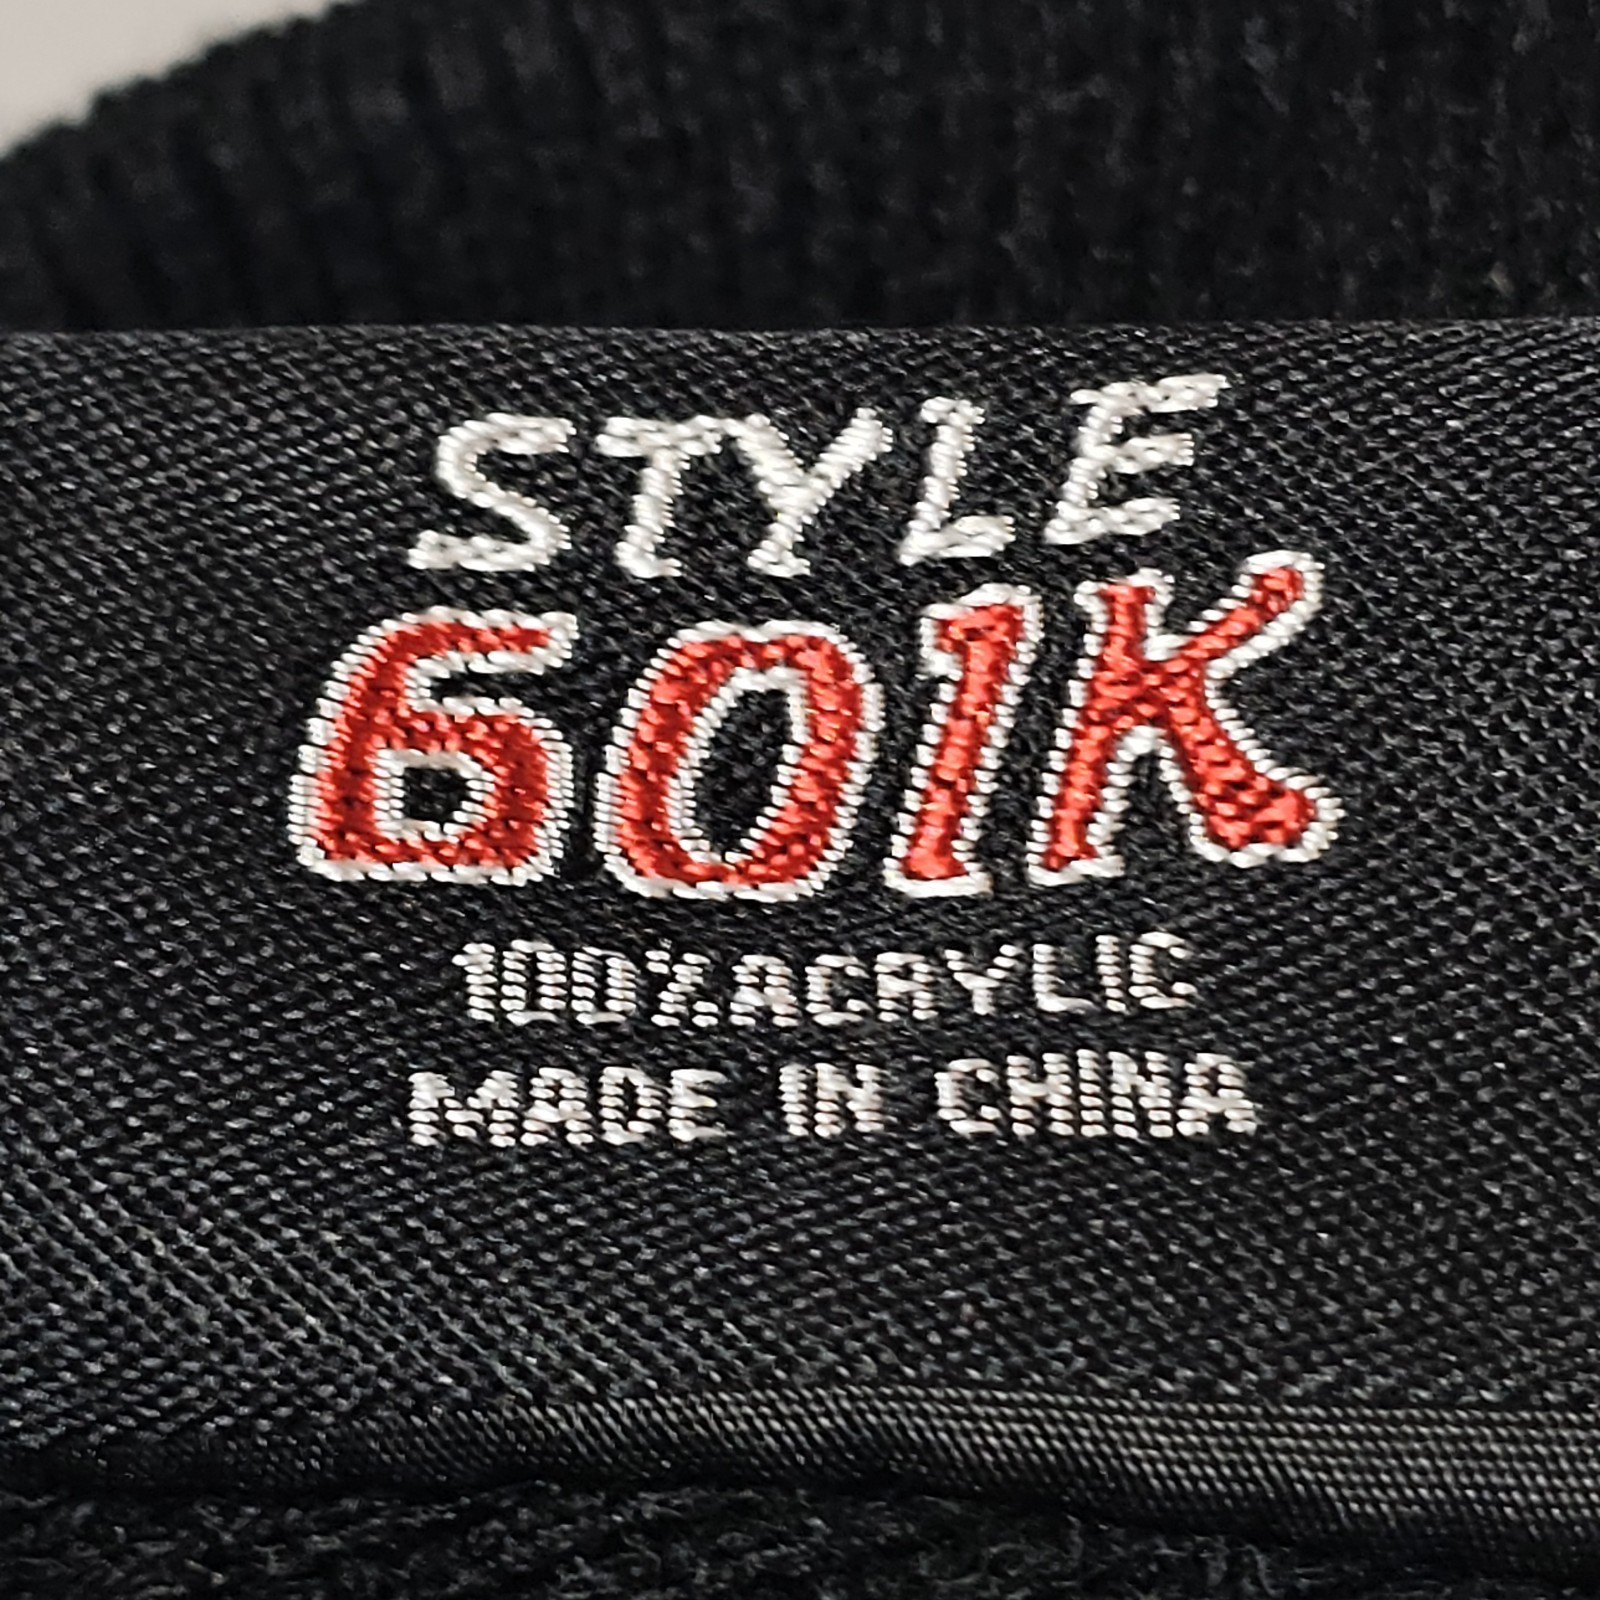 STYLE
601K
100%ACRYLIC
MADE IN CHINA